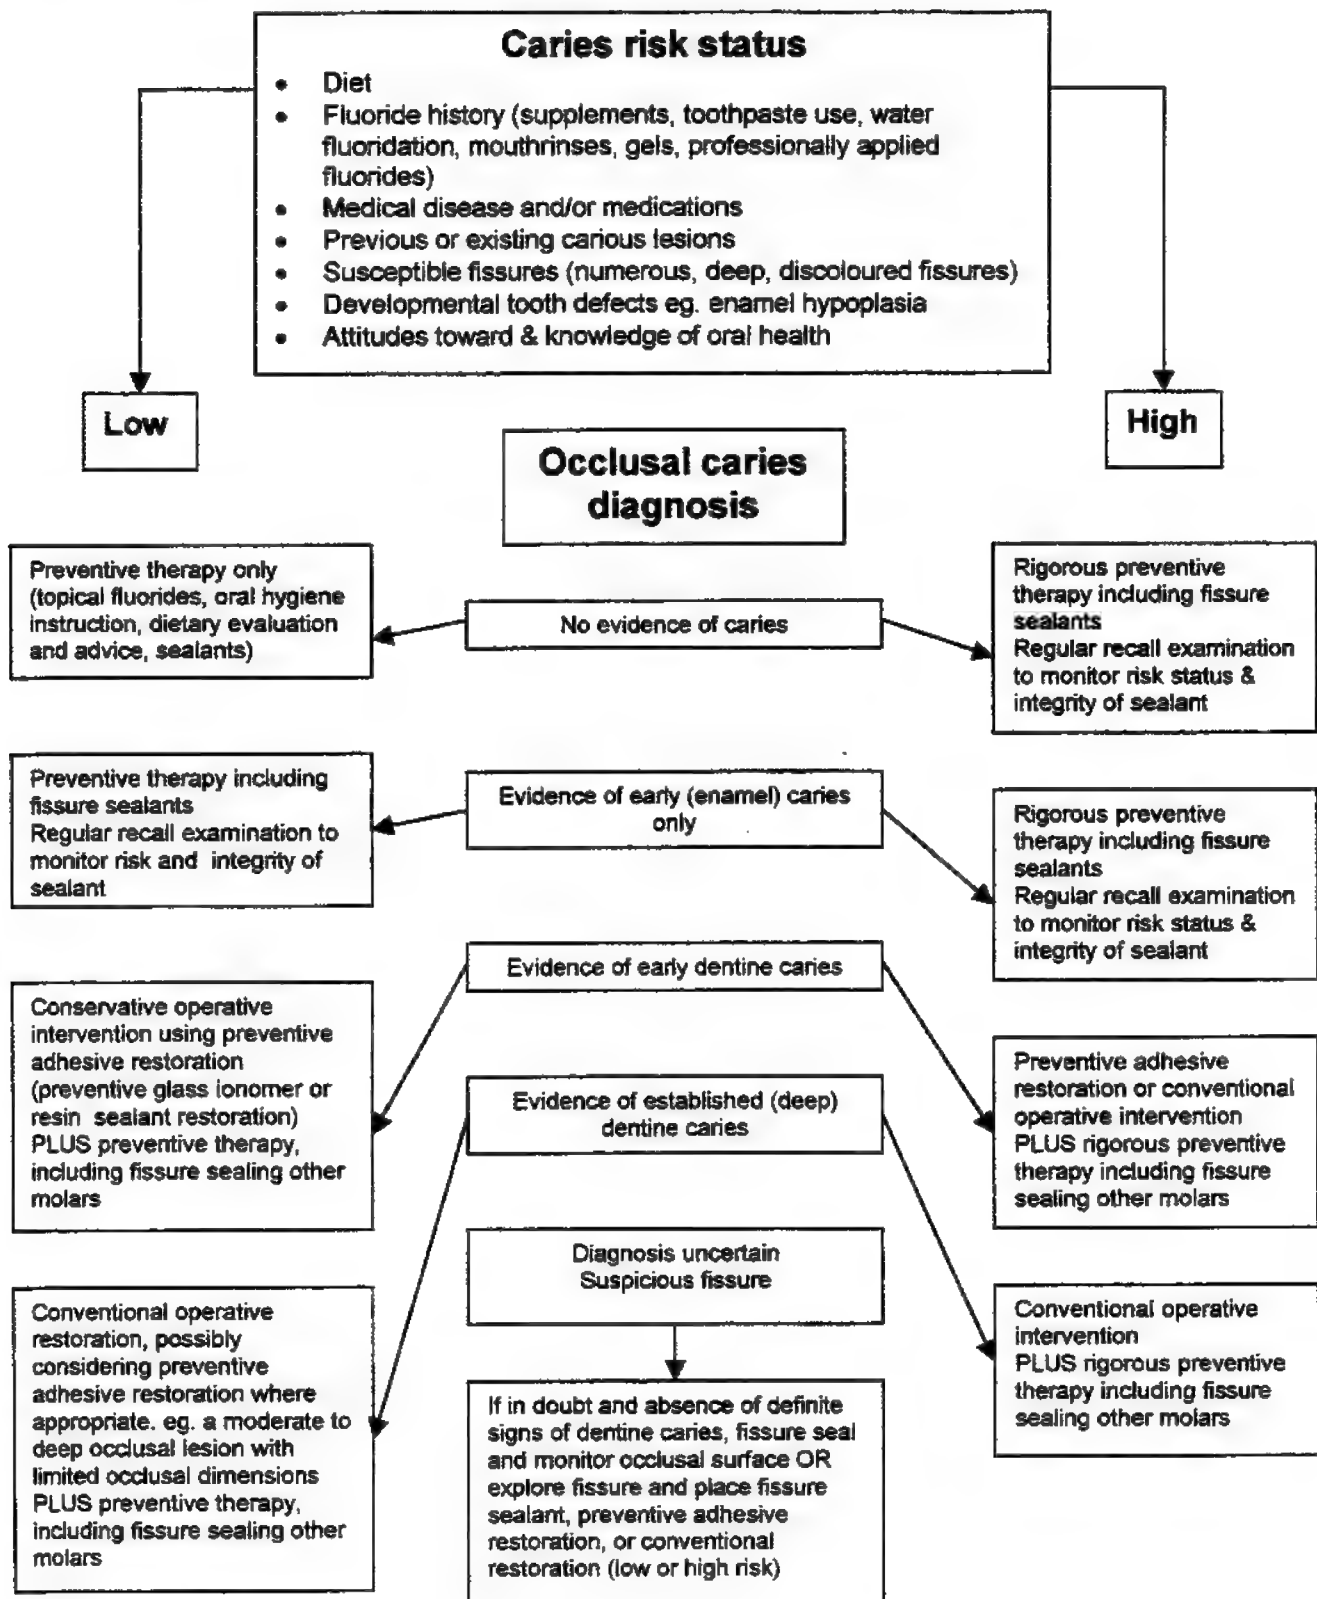 Caries risk status
• Diet
• Fluoride history (supplements, toothpaste use, water
fluoridation, mouthrinses, gels, professionally applied
fluorides)
• Medical disease and/or medications
• Previous or existing carious lesions
• Susceptible fissures (numerous, deep, discoloured fissures)
• Developmental tooth defects eg. enamel hypoplasia
• Attitudes toward & knowledge of oral health
Low
High
Occlusal caries
diagnosis
Preventive therapy only
(topical fluorides, oral hygiene
instruction, dietary evaluation
and advice, sealants)
No evidence of caries
Rigorous preventive
therapy including fissure
sealants
Regular recall examination
to monitor risk status &
integrity of sealant
Preventive therapy including
fissure sealants
Regular recall examination to
monitor risk and integrity of
sealant
Evidence of early (enamel) caries
only
Rigorous preventive
therapy including fissure
sealants
Regular recall examination
to monitor risk status &
integrity of sealant
Evidence of early dentine caries
Conservative operative
intervention using preventive
adhesive restoration
(preventive glass ionomer or
resin sealant restoration)
PLUS preventive therapy,
including fissure sealing other
molars
Preventive adhesive
restoration or conventional
operative intervention
PLUS rigorous preventive
therapy including fissure
sealing other molars
Evidence of established (deep)
dentine caries
Conventional operative
restoration, possibly
considering preventive
adhesive restoration where
appropriate. eg. a moderate to
deep occlusal lesion with
limited occlusal dimensions
PLUS preventive therapy,
including fissure sealing other
molars
Conventional operative
intervention
PLUS rigorous preventive
therapy including fissure
sealing other molars
Diagnosis uncertain
Suspicious fissure
If in doubt and absence of definite
signs of dentine caries, fissure seal
and monitor occlusal surface OR
explore fissure and place fissure
sealant, preventive adhesive
restoration, or conventional
restoration (low or high risk)